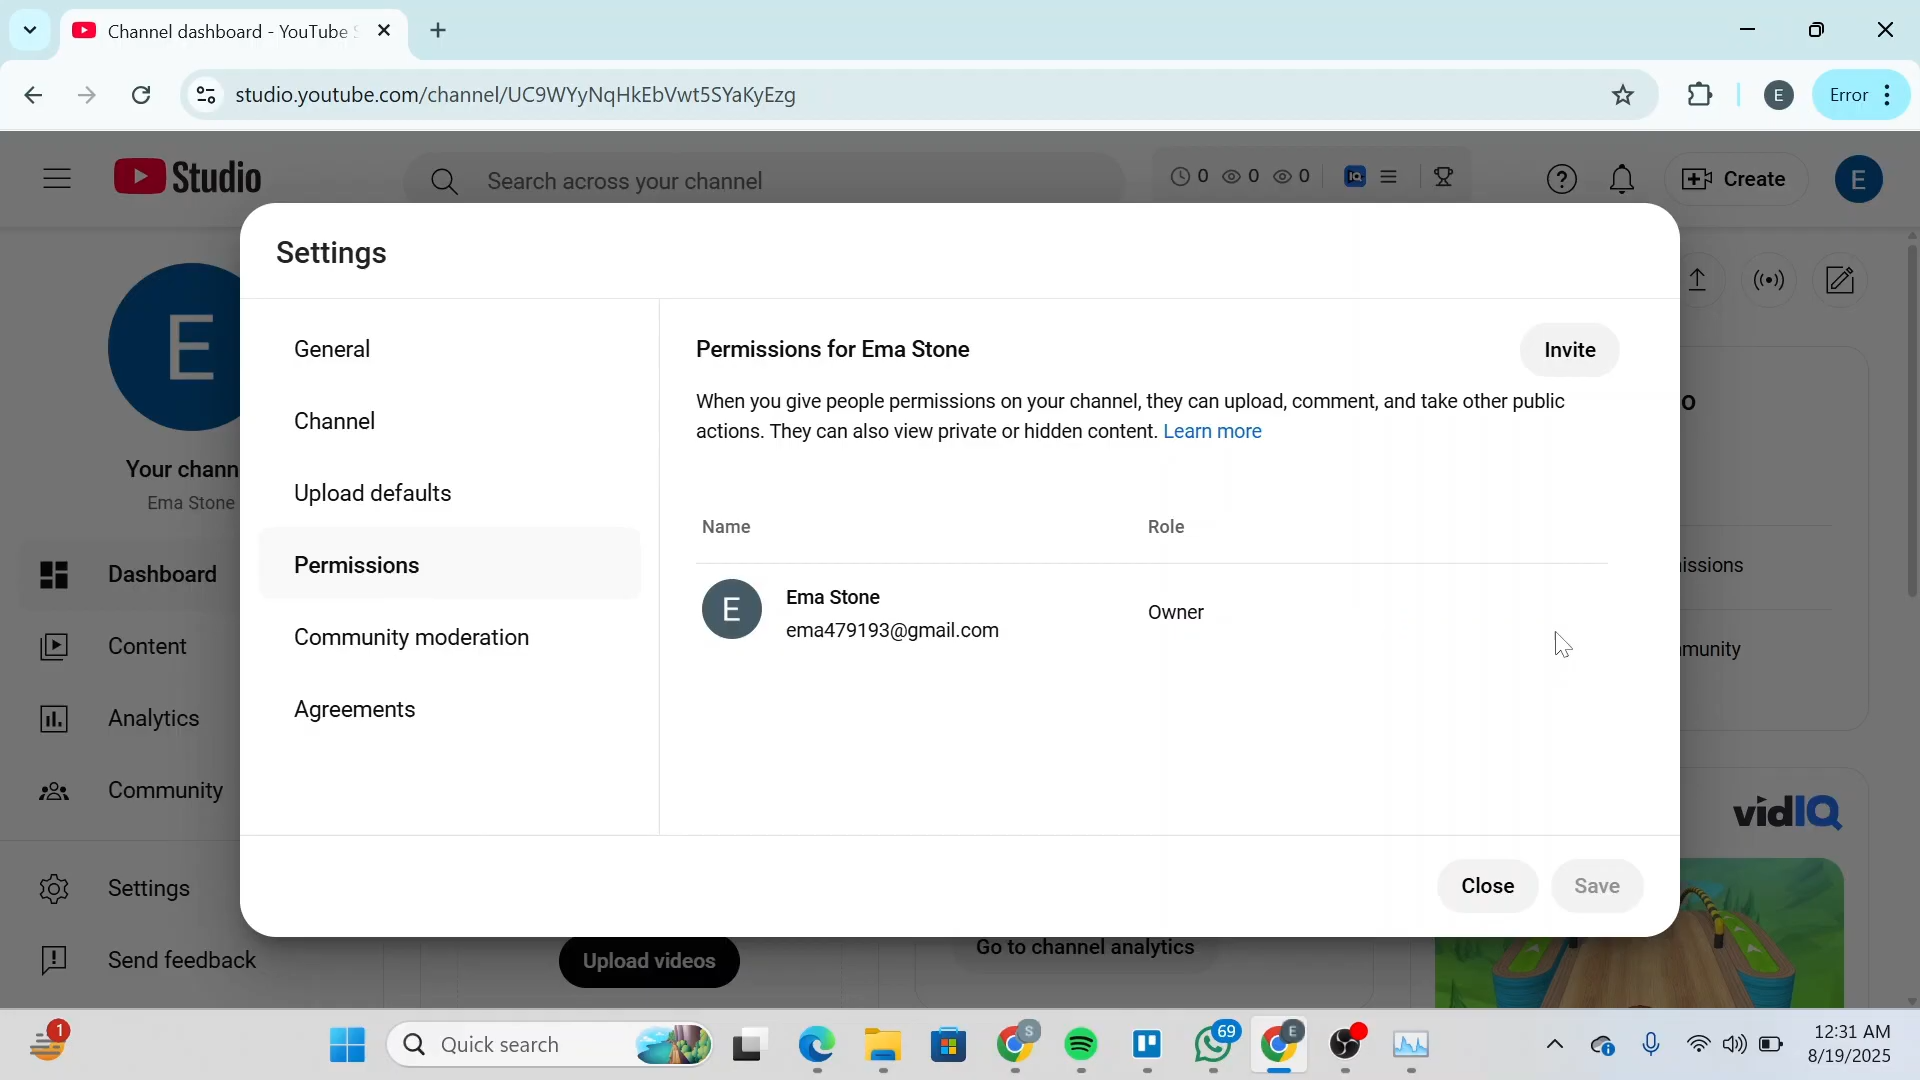 Channel dashboard - YouTube S
studio.youtube.com/channel/UC9WYyNqHkEbVwt5SYaKyEzg
E
Error
Studio
Search across your channel
0 0 0
Create
E
Settings
E
Your chann
Ema Stone
Dashboard
Content
Analytics
Community
Settings
Send feedback
General
Channel
Upload defaults
Permissions
Community moderation
Agreements
Permissions for Ema Stone
Invite
When you give people permissions on your channel, they can upload, comment, and take other public
actions. They can also view private or hidden content. Learn more
Name Role
E
Ema Stone
ema479193@gmail.com
Owner
Close
Save
issions
munity
vidIQ
Upload videos
Go to channel analytics
1
Quick search
S
69
E
12:31 AM
8/19/2025